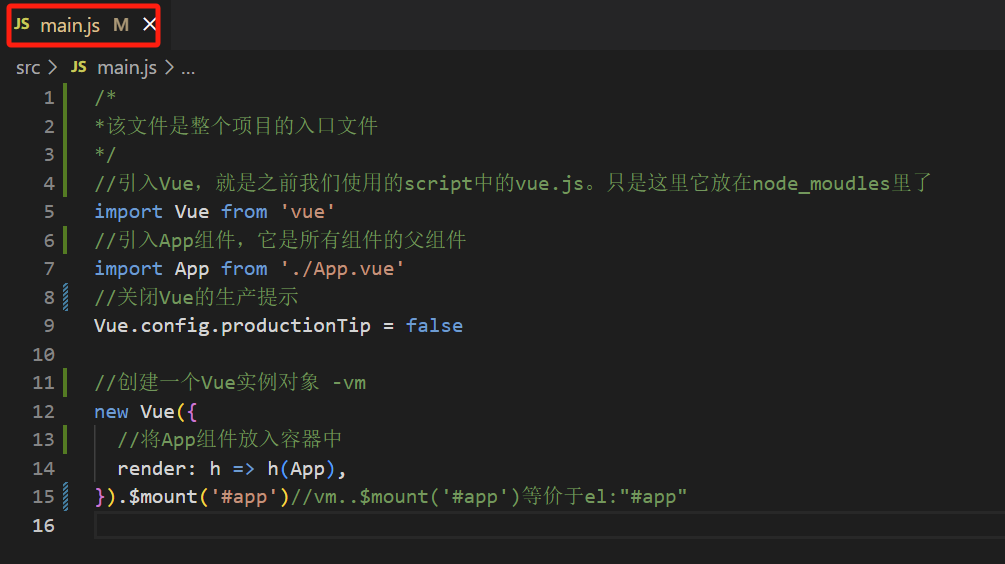 JS main.js M ×
src > JS main.js > ...
1 /*
2 *该文件是整个项目的入口文件
3 */
4 //引入Vue，就是之前我们使用的script中的vue.js。只是这里它放在node_moudles里了
5 import Vue from 'vue'
6 //引入App组件，它是所有组件的父组件
7 import App from './App.vue'
8 //关闭Vue的生产提示
9 Vue.config.productionTip = false
10
11 //创建一个Vue实例对象 -vm
12 new Vue({
13 //将App组件放入容器中
14 render: h => h(App),
15 }).$mount('#app')//vm..$mount('#app')等价于el:"#app"
16